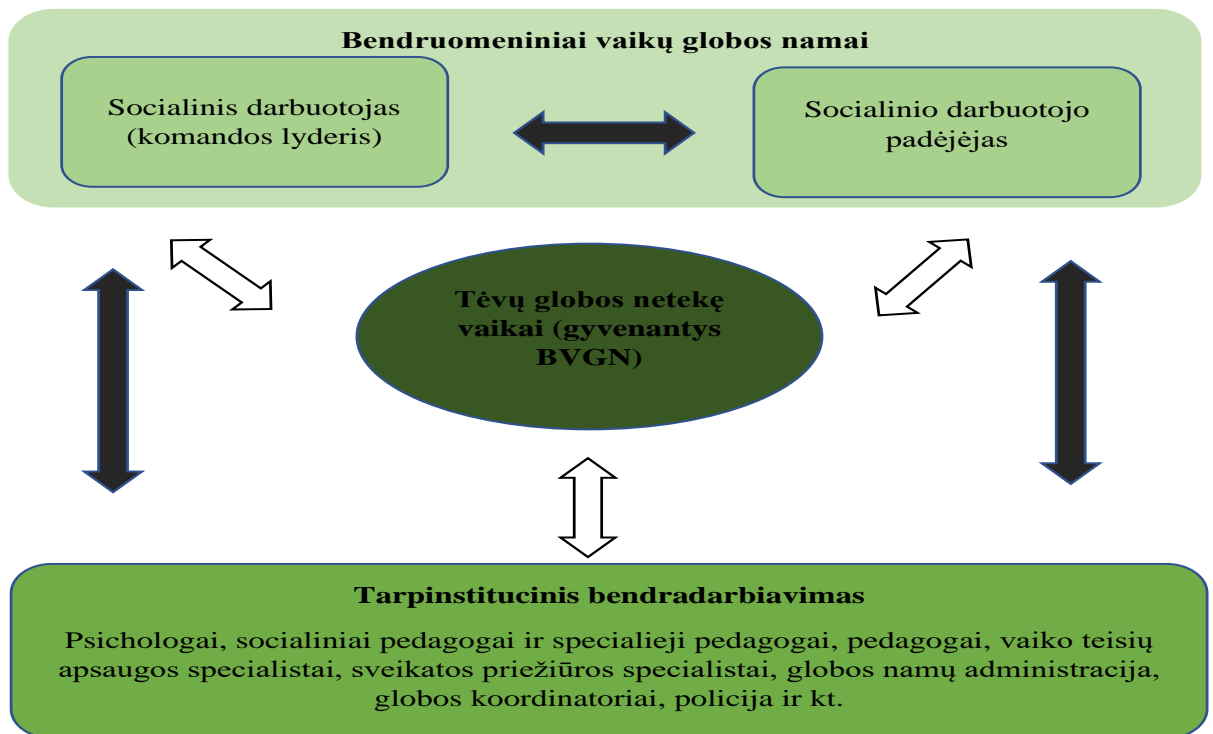 Bendruomeniniai vaikų globos namai
Socialinis darbuotojas
(komandos lyderis)
Socialinio darbuotojo
padėjėjas
Tėvų globos netekę
vaikai (gyvenantys
BVGN)
Tarpinstitucinis bendradarbiavimas
Psichologai, socialiniai pedagogai ir specialieji pedagogai, pedagogai, vaiko teisių
apsaugos specialistai, sveikatos priežiūros specialistai, globos namų administracija,
globos koordinatoriai, policija ir kt.